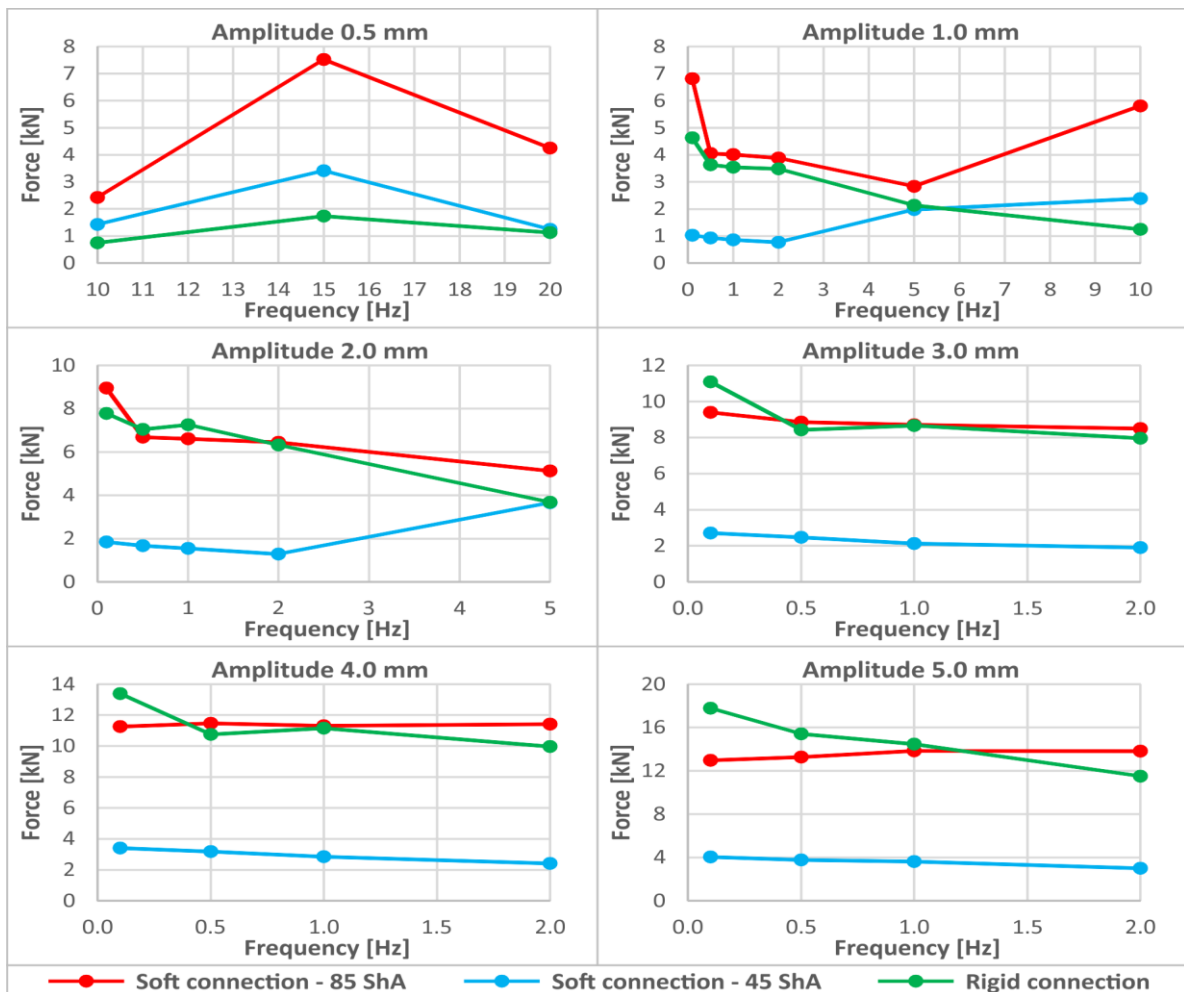 Amplitude 0.5 mm
Force [kN]
8
7
6
5
4
3
2
1
0
10 11 12 13 14 15 16 17 18 19 20
Frequency [Hz]
Amplitude 1.0 mm
Force [kN]
8
7
6
5
4
3
2
1
0
0 1 2 3 4 5 6 7 8 9 10
Frequency [Hz]
Amplitude 2.0 mm
Force [kN]
10
8
6
4
2
0
0 1 2 3 4 5
Frequency [Hz]
Amplitude 3.0 mm
Force [kN]
12
10
8
6
4
2
0
0.0 0.5 1.0 1.5 2.0
Frequency [Hz]
Amplitude 4.0 mm
Force [kN]
14
12
10
8
6
4
2
0
0.0 0.5 1.0 1.5 2.0
Frequency [Hz]
Amplitude 5.0 mm
Force [kN]
20
16
12
8
4
0
0.0 0.5 1.0 1.5 2.0
Frequency [Hz]
Soft connection - 85 ShA Soft connection - 45 ShA Rigid connection